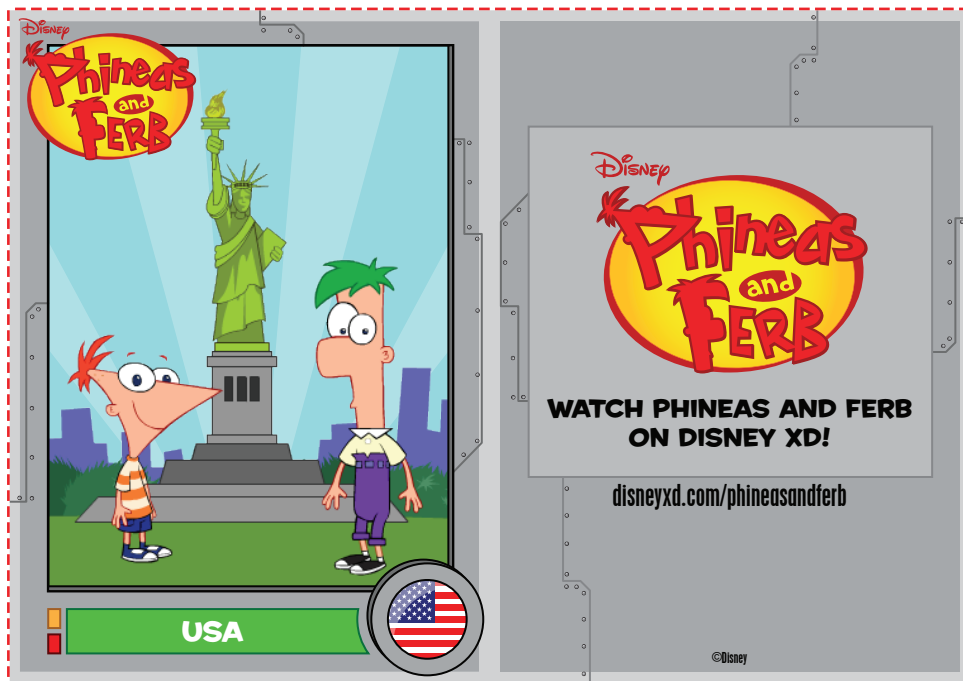 Disney
Phineas
and
FERB
USA
Disney
Phineas
and
FERB
WATCH PHINEAS AND FERB
ON DISNEY XD!
disneyxd.com/phineasandferb
©Disney